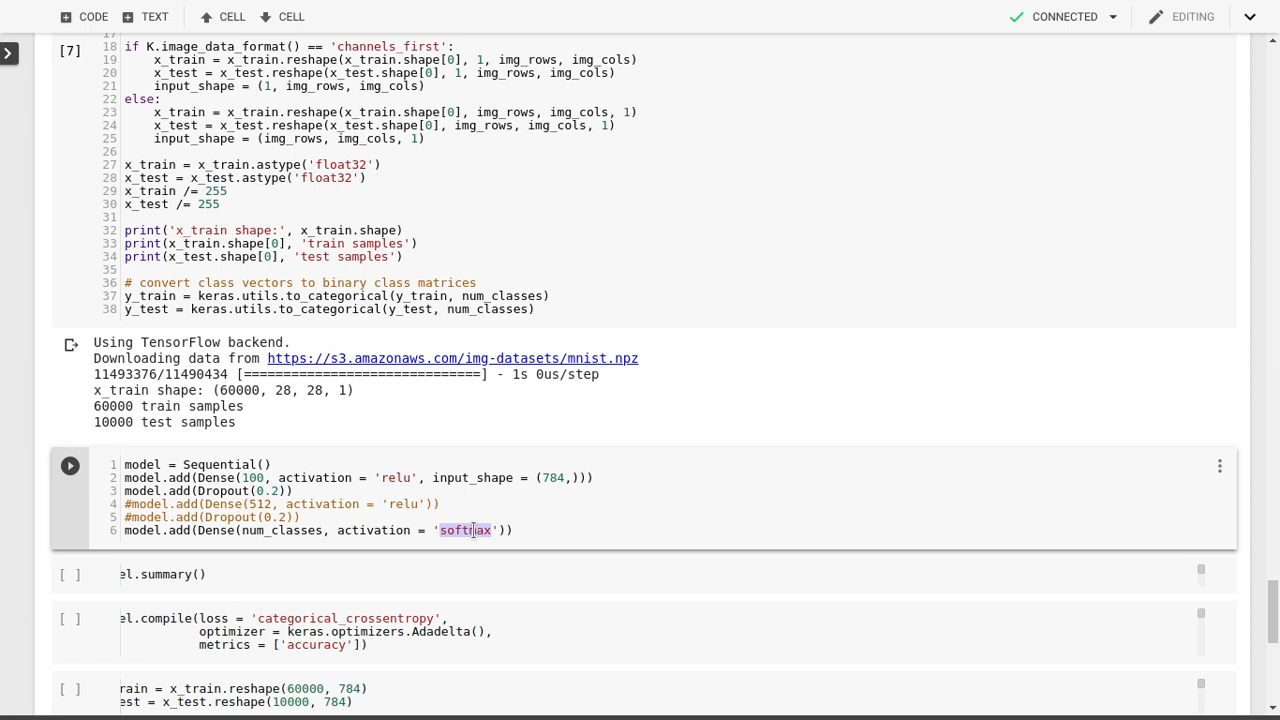 CODE TEXT CELL CELL CONNECTED EDITING
17
[7] 18 if K.image_data_format() == 'channels_first':
19 x_train = x_train.reshape(x_train.shape[0], 1, img_rows, img_cols)
20 x_test = x_test.reshape(x_test.shape[0], 1, img_rows, img_cols)
21 input_shape = (1, img_rows, img_cols)
22 else:
23 x_train = x_train.reshape(x_train.shape[0], img_rows, img_cols, 1)
24 x_test = x_test.reshape(x_test.shape[0], img_rows, img_cols, 1)
25 input_shape = (img_rows, img_cols, 1)
26
27 x_train = x_train.astype('float32')
28 x_test = x_test.astype('float32')
29 x_train /= 255
30 x_test /= 255
31
32 print('x_train shape:', x_train.shape)
33 print(x_train.shape[0], 'train samples')
34 print(x_test.shape[0], 'test samples')
35
36 # convert class vectors to binary class matrices
37 y_train = keras.utils.to_categorical(y_train, num_classes)
38 y_test = keras.utils.to_categorical(y_test, num_classes)
Using TensorFlow backend.
Downloading data from https://s3.amazonaws.com/img-datasets/mnist.npz
11493376/11490434 [==============================] - 1s 0us/step
x_train shape: (60000, 28, 28, 1)
60000 train samples
10000 test samples
1 model = Sequential()
2 model.add(Dense(100, activation = 'relu', input_shape = (784,)))
3 model.add(Dropout(0.2))
4 #model.add(Dense(512, activation = 'relu'))
5 #model.add(Dropout(0.2))
6 model.add(Dense(num_classes, activation = 'softmax'))
[ ] el.summary()
[ ] el.compile(loss = 'categorical_crossentropy',
optimizer = keras.optimizers.Adadelta(),
metrics = ['accuracy'])
[ ] rain = x_train.reshape(60000, 784)
est = x_test.reshape(10000, 784)